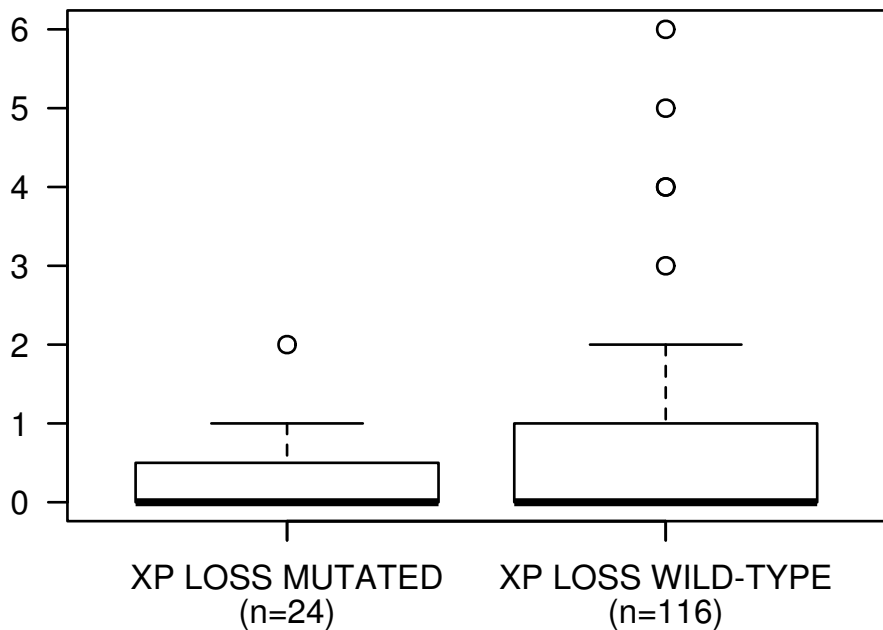 6
5
4
3
2
1
0
XP LOSS MUTATED
(n=24)
XP LOSS WILD-TYPE
(n=116)